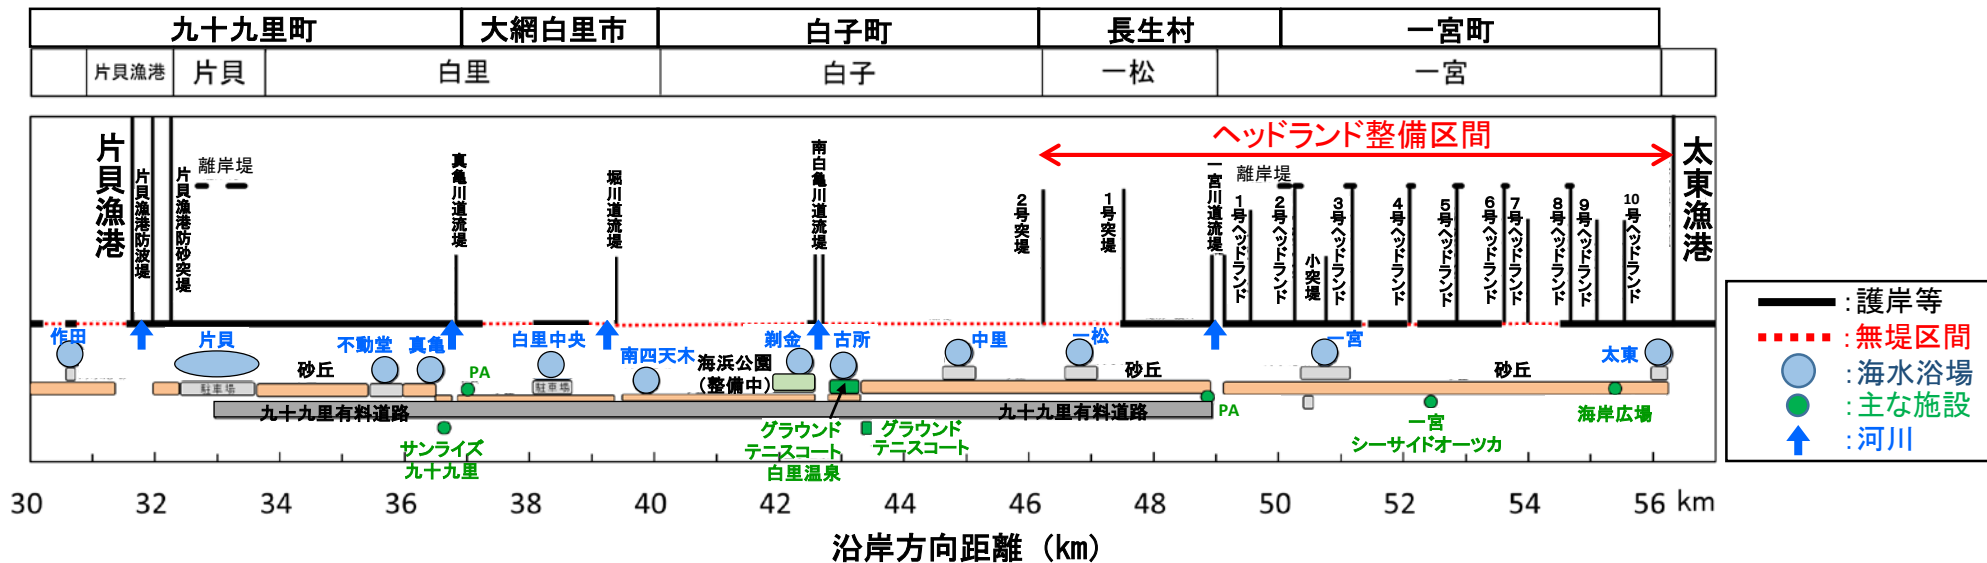 九十九里町 大網白里市 白子町 長生村 一宮町
片貝漁港 片貝 白里 白子 一松 一宮
ヘッドランド整備区間
片貝漁港
片貝漁港防波堤
片貝漁港防砂突堤
離岸堤
真亀川道流堤
堀川道流堤
南白亀川道流堤
2号突堤
1号突堤
一宮川道流堤
離岸堤
1号ヘッドランド
2号ヘッドランド
小突堤
3号ヘッドランド
4号ヘッドランド
5号ヘッドランド
6号ヘッドランド
7号ヘッドランド
8号ヘッドランド
9号ヘッドランド
10号ヘッドランド
太東漁港
作田 片貝 不動堂 真亀 白里中央 南四天木 剃金 古所 中里 一松 一宮 太東
駐車場 砂丘 PA 駐車場 海浜公園 砂丘 砂丘
(整備中)
九十九里有料道路 九十九里有料道路 PA
サンライズ
九十九里
グラウンド
テニスコート
白里温泉
グラウンド
テニスコート
一宮
シーサイドオーツカ
海岸広場
30 32 34 36 38 40 42 44 46 48 50 52 54 56 km
沿岸方向距離 (km)
:護岸等
:無堤区間
:海水浴場
:主な施設
:河川